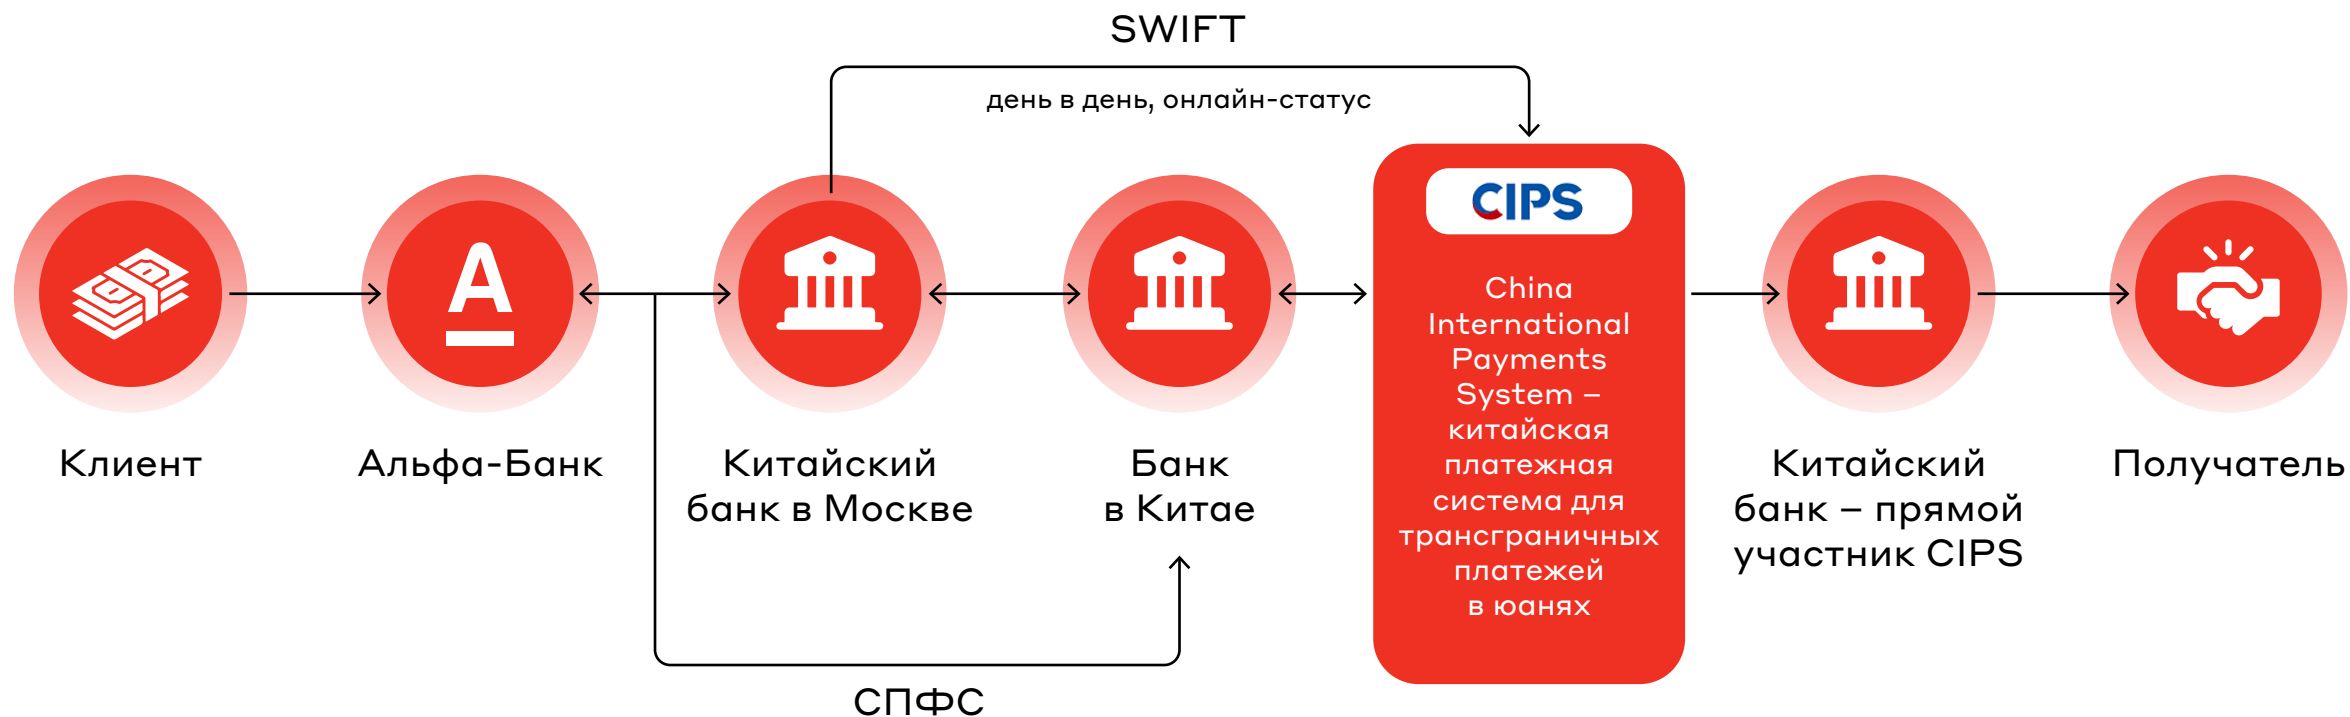 SWIFT
день в день, онлайн-статус
CIPS
China
International
Payments
System –
китайская
платежная
система для
трансграничных
платежей
в юанях
Клиент
Альфа-Банк
Китайский
банк в Москве
Банк
в Китае
Китайский
банк – прямой
участник CIPS
Получатель
СПФС